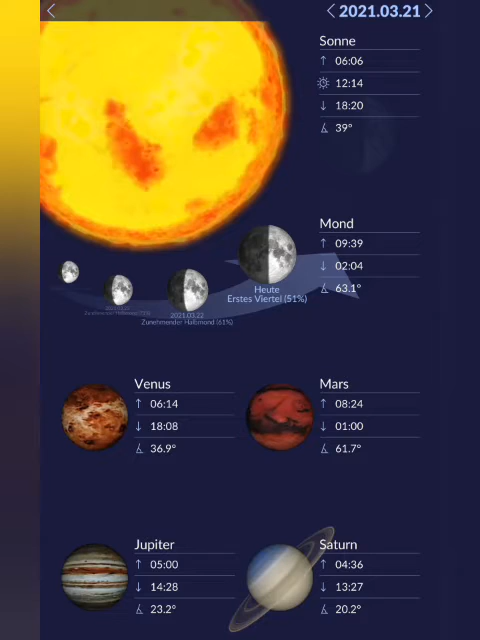 2021.03.21
Sonne
↑ 06:06
12:14
↓ 18:20
39°
Mond
↑ 09:39
↓ 02:04
63.1°
Heute
Erstes Viertel (51%)
2021.03.22
Zunehmender Halbmond (61%)
Venus
↑ 06:14
↓ 18:08
36.9°
Mars
↑ 08:24
↓ 01:00
61.7°
Jupiter
↑ 05:00
↓ 14:28
23.2°
Saturn
↑ 04:36
↓ 13:27
20.2°